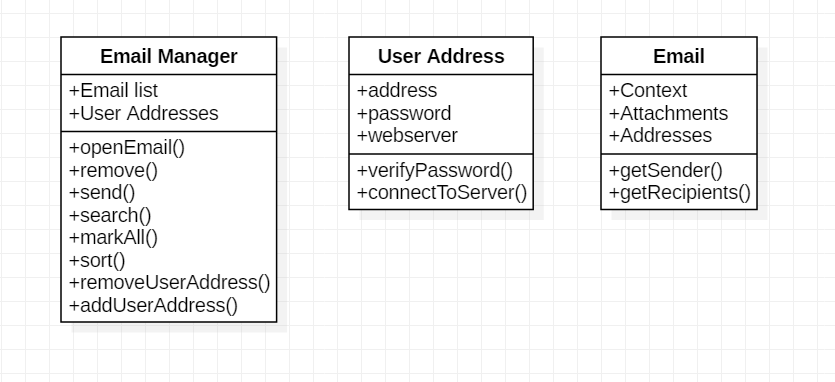 Email Manager
+Email list
+User Addresses
+openEmail()
+remove()
+send()
+search()
+markAll()
+sort()
+removeUserAddress()
+addUserAddress()
User Address
+address
+password
+webserver
+verifyPassword()
+connectToServer()
Email
+Context
+Attachments
+Addresses
+getSender()
+getRecipients()